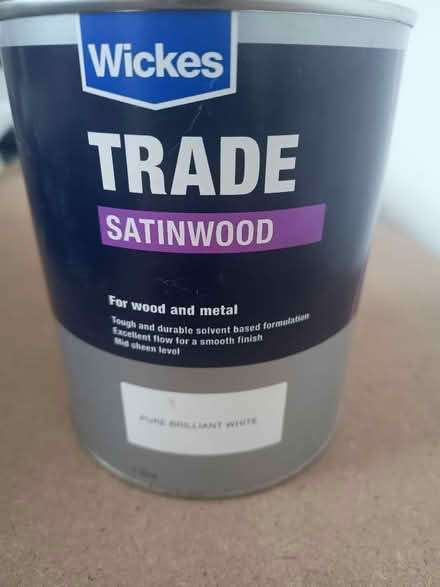 Wickes
TRADE
SATINWOOD
For wood and metal
Tough and durable solvent based formulation
Excellent flow for a smooth finish
Mid sheen level
PURE BRILLIANT WHITE